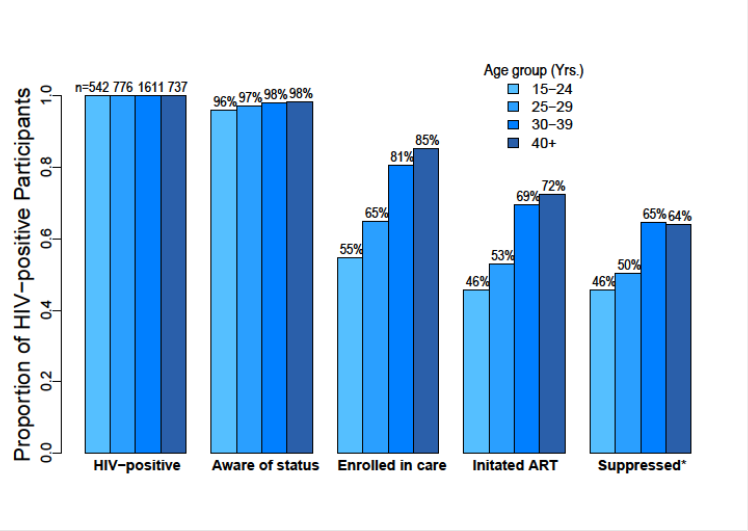 Age group (Yrs.)
15−24
25−29
30−39
40+
Proportion of HIV−positive Participants
1.0
0.8
0.6
0.4
0.2
0.0
n=542 776 1611 737
96% 97% 98% 98%
55% 65% 81% 85%
46% 53% 69% 72%
46% 50% 65% 64%
HIV−positive Aware of status Enrolled in care Initated ART Suppressed*